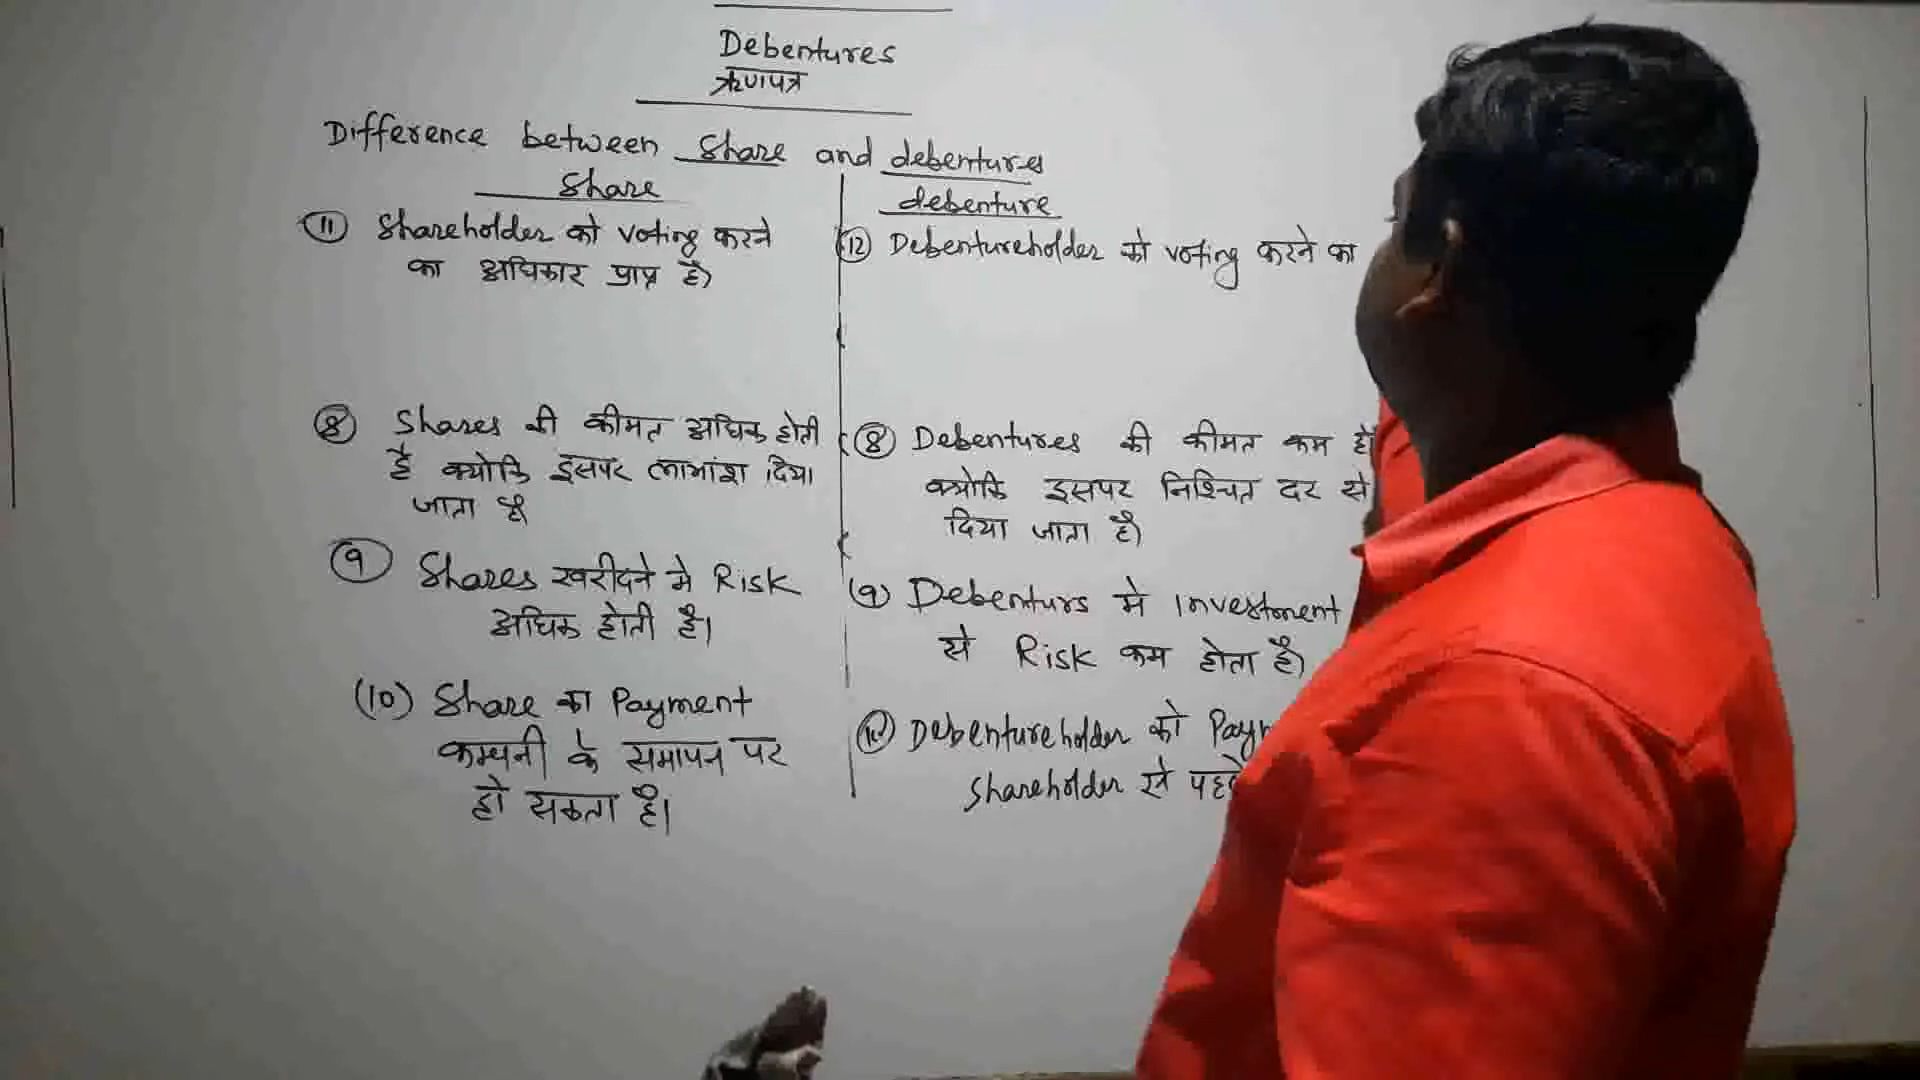 Debentures
ऋणपत्र
Difference between Share and debentures
Share
debenture
(11) Shareholder को voting करने
का अधिकार प्राप्त है)
(12) Debentureholder को voting करने का
(8) Shares की कीमत अधिक होती
है क्योकि इसपर लाभांश दिया
जाता है
(8) Debentures की कीमत कम
क्योकि इसपर निश्चित दर से
दिया जाता है)
(9) Shares खरीदने मे Risk
अधिक होती है।
(9) Debenturs मे Investment
से Risk कम होता है)
(10) Share का Payment
कम्पनी के समापन पर
हो सकता है।
(10) Debentureholder को
Shareholder से